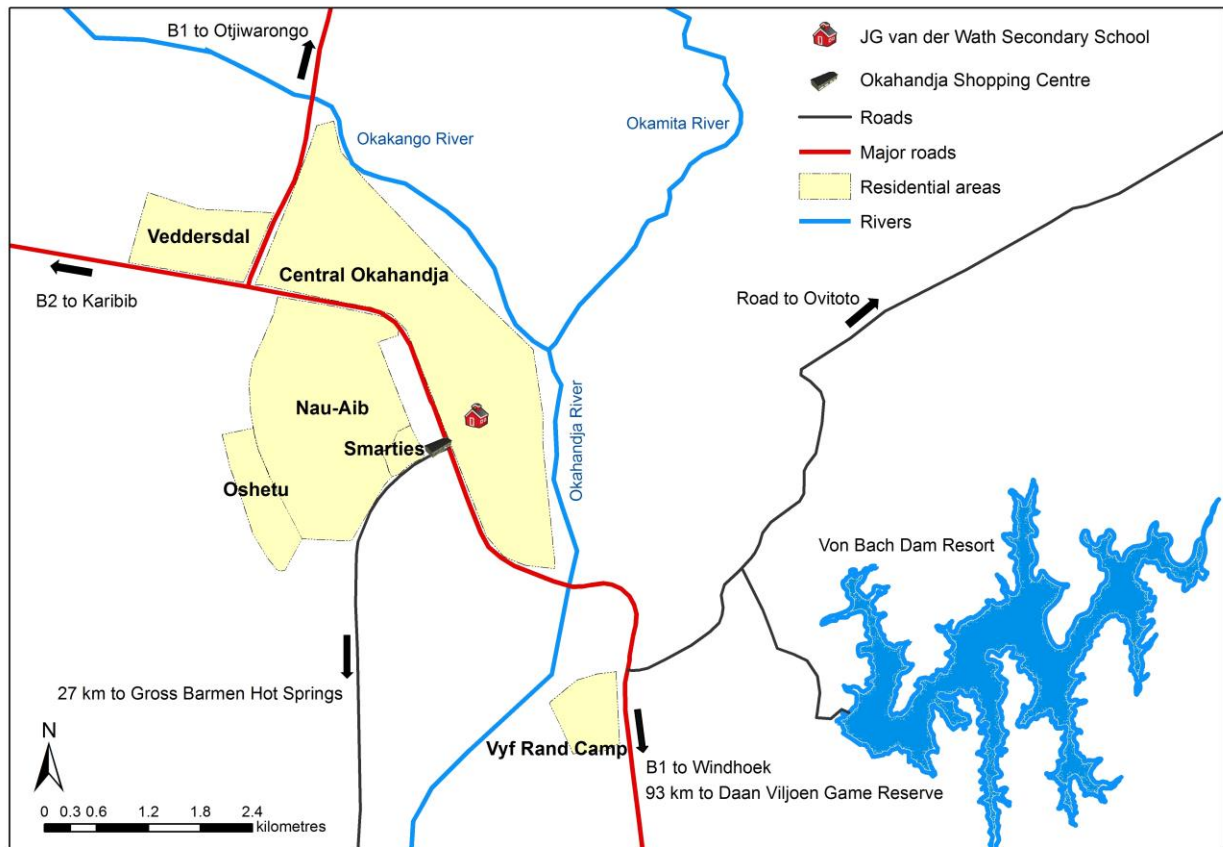 B1 to Otjiwarongo
JG van der Wath Secondary School
Okahandja Shopping Centre
Roads
Major roads
Residential areas
Rivers
Okakango River
Okamita River
Veddersdal
Central Okahandja
B2 to Karibib
Road to Ovitoto
Nau-Aib
Smarties
Oshetu
Okahandja River
Von Bach Dam Resort
27 km to Gross Barmen Hot Springs
Vyf Rand Camp
B1 to Windhoek
93 km to Daan Viljoen Game Reserve
N
0 0.3 0.6 1.2 1.8 2.4
kilometres